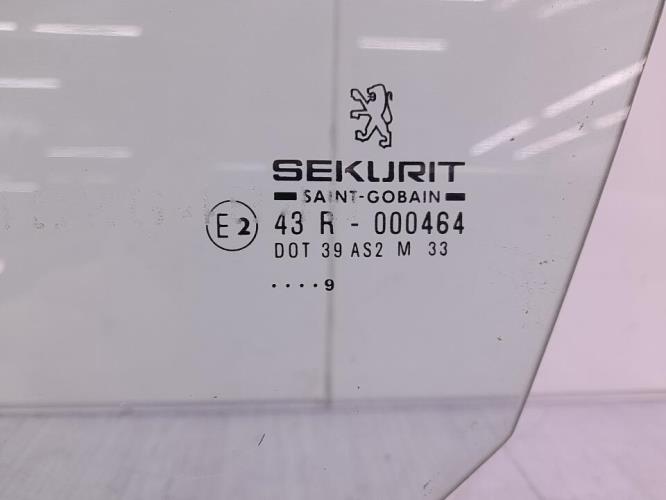 SEKURIT
SAINT-GOBAIN
E2 43 R - 000464
DOT 39 AS2 M 33
....9